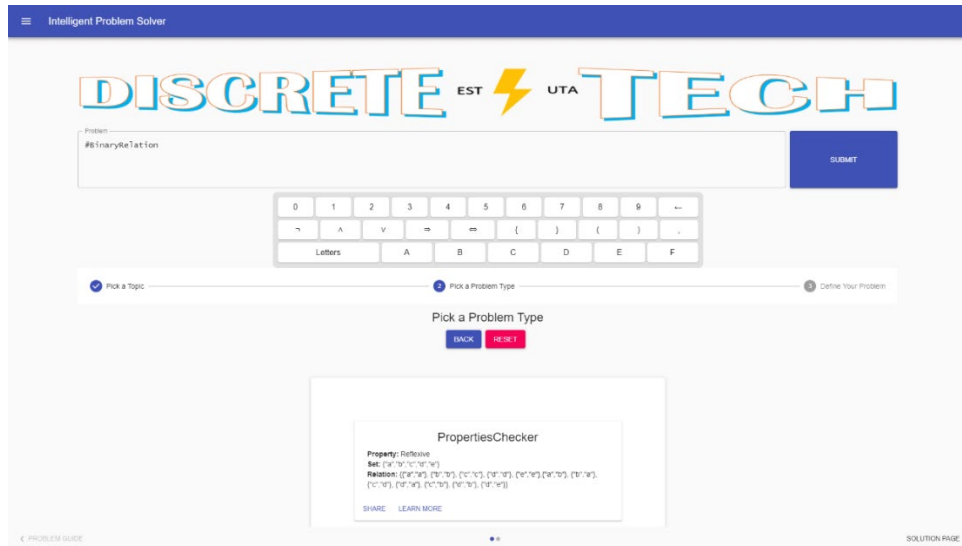 ≡ Intelligent Problem Solver
DISCRETE EST UTA TECH
Problem
#BinaryRelation
SUBMIT
0 1 2 3 4 5 6 7 8 9 ←
¬ ∧ ∨ ⇒ ⇔ { } ( ) ,
Letters A B C D E F
Pick a Topic 2 Pick a Problem Type 3 Define Your Problem
Pick a Problem Type
BACK RESET
PropertiesChecker
Property: Reflexive
Set: {"a","b","c","d","e"}
Relation: {("a","a"), ("b","b"), ("c","c"), ("d","d"), ("e","e"),("a","b"), ("b","a"),
("c","d"), ("d","a"), ("c","b"), ("d","b"), ("d","e")}
SHARE LEARN MORE
< PROBLEM GUIDE SOLUTION PAGE